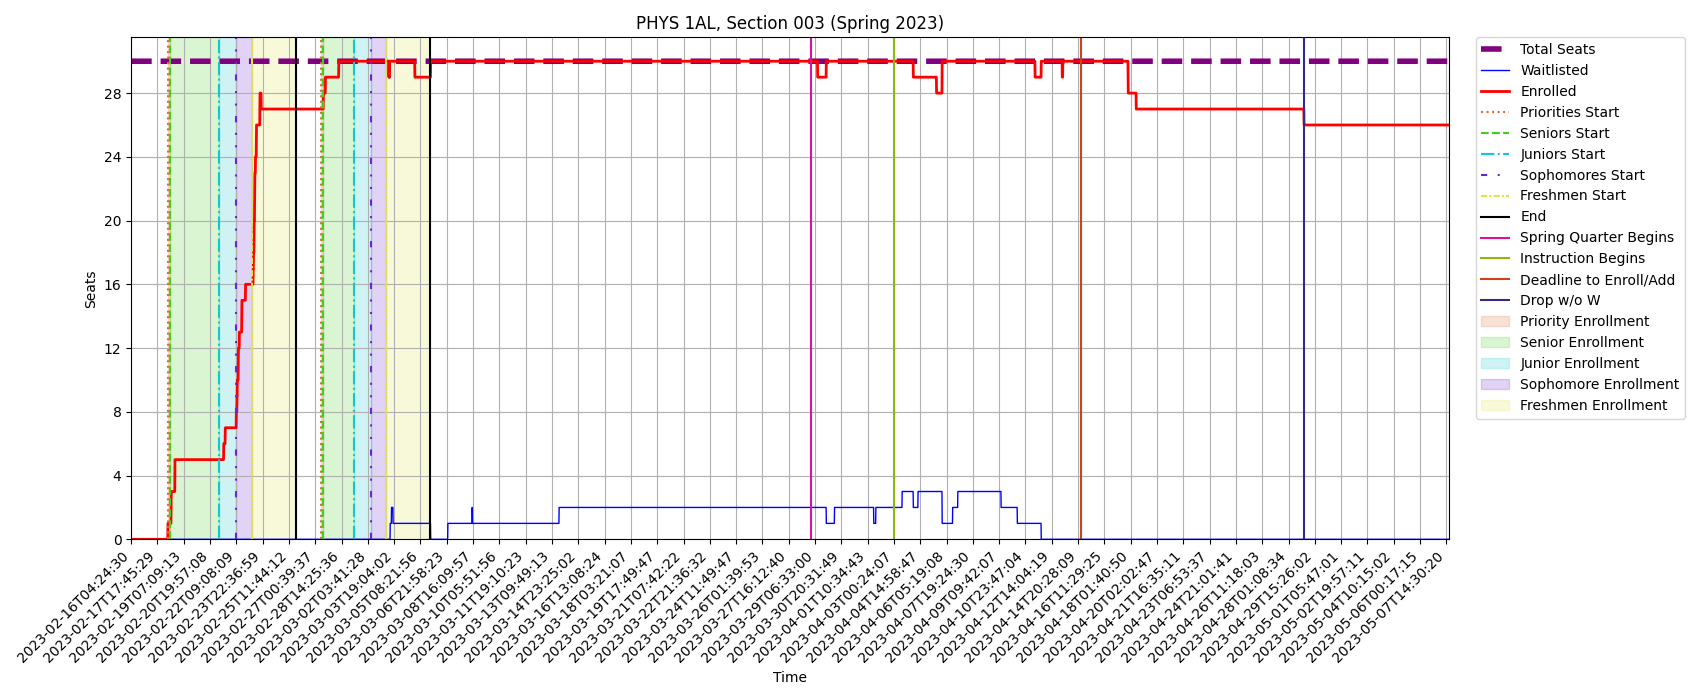 PHYS 1AL, Section 003 (Spring 2023)
Seats
28
24
20
16
12
8
4
0
2023-02-16T04:24:30
2023-02-17T17:45:29
2023-02-19T07:09:13
2023-02-20T19:57:08
2023-02-22T09:08:09
2023-02-23T22:36:59
2023-02-25T11:44:12
2023-02-27T00:39:37
2023-02-28T14:25:36
2023-03-02T03:41:28
2023-03-03T19:04:02
2023-03-05T08:21:56
2023-03-06T21:58:23
2023-03-08T16:09:57
2023-03-10T05:51:56
2023-03-11T19:10:23
2023-03-13T09:49:13
2023-03-14T23:25:02
2023-03-16T13:08:24
2023-03-18T03:21:07
2023-03-19T17:49:47
2023-03-21T07:42:22
2023-03-22T21:36:32
2023-03-24T11:49:47
2023-03-26T01:39:53
2023-03-27T16:12:40
2023-03-29T06:33:00
2023-03-30T20:31:49
2023-04-01T10:34:43
2023-04-03T00:24:07
2023-04-04T14:58:47
2023-04-06T05:19:08
2023-04-07T19:24:30
2023-04-09T09:42:07
2023-04-10T23:47:04
2023-04-12T14:04:19
2023-04-14T20:28:09
2023-04-16T11:29:25
2023-04-18T01:40:50
2023-04-20T02:02:47
2023-04-21T16:35:11
2023-04-23T06:53:37
2023-04-24T21:01:41
2023-04-26T11:18:03
2023-04-28T01:08:34
2023-04-29T15:26:02
2023-05-01T05:47:01
2023-05-02T19:57:11
2023-05-04T10:15:02
2023-05-06T00:17:15
2023-05-07T14:30:20
Time
Total Seats
Waitlisted
Enrolled
Priorities Start
Seniors Start
Juniors Start
Sophomores Start
Freshmen Start
End
Spring Quarter Begins
Instruction Begins
Deadline to Enroll/Add
Drop w/o W
Priority Enrollment
Senior Enrollment
Junior Enrollment
Sophomore Enrollment
Freshmen Enrollment